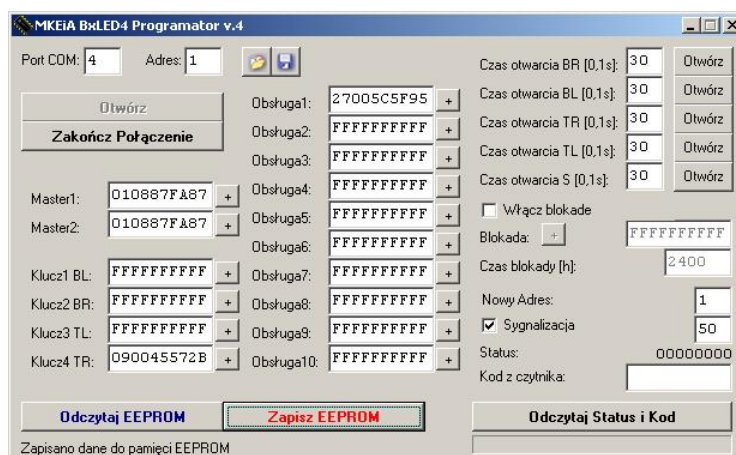 MKEiA BxLED4 Programator v.4
Port COM: 4 Adres: 1
Otwórz
Zakończ Połączenie
Master1: 010887FA87 +
Master2: 010887FA87 +
Klucz1 BL: FFFFFFFFFF +
Klucz2 BR: FFFFFFFFFF +
Klucz3 TL: FFFFFFFFFF +
Klucz4 TR: 090045572B +
Obsługa1: 27005C5F95 +
Obsługa2: FFFFFFFFFF +
Obsługa3: FFFFFFFFFF +
Obsługa4: FFFFFFFFFF +
Obsługa5: FFFFFFFFFF +
Obsługa6: FFFFFFFFFF +
Obsługa7: FFFFFFFFFF +
Obsługa8: FFFFFFFFFF +
Obsługa9: FFFFFFFFFF +
Obsługa10: FFFFFFFFFF +
Czas otwarcia BR [0,1s]: 30 Otwórz
Czas otwarcia BL [0,1s]: 30 Otwórz
Czas otwarcia TR [0,1s]: 30 Otwórz
Czas otwarcia TL [0,1s]: 30 Otwórz
Czas otwarcia S [0,1s]: 30 Otwórz
Włącz blokade
Blokada: + FFFFFFFFFF
Czas blokady [h]: 2400
Nowy Adres: 1
Sygnalizacja 50
Status: 00000000
Kod z czytnika:
Odczytaj EEPROM Zapisz EEPROM Odczytaj Status i Kod
Zapisano dane do pamięci EEPROM